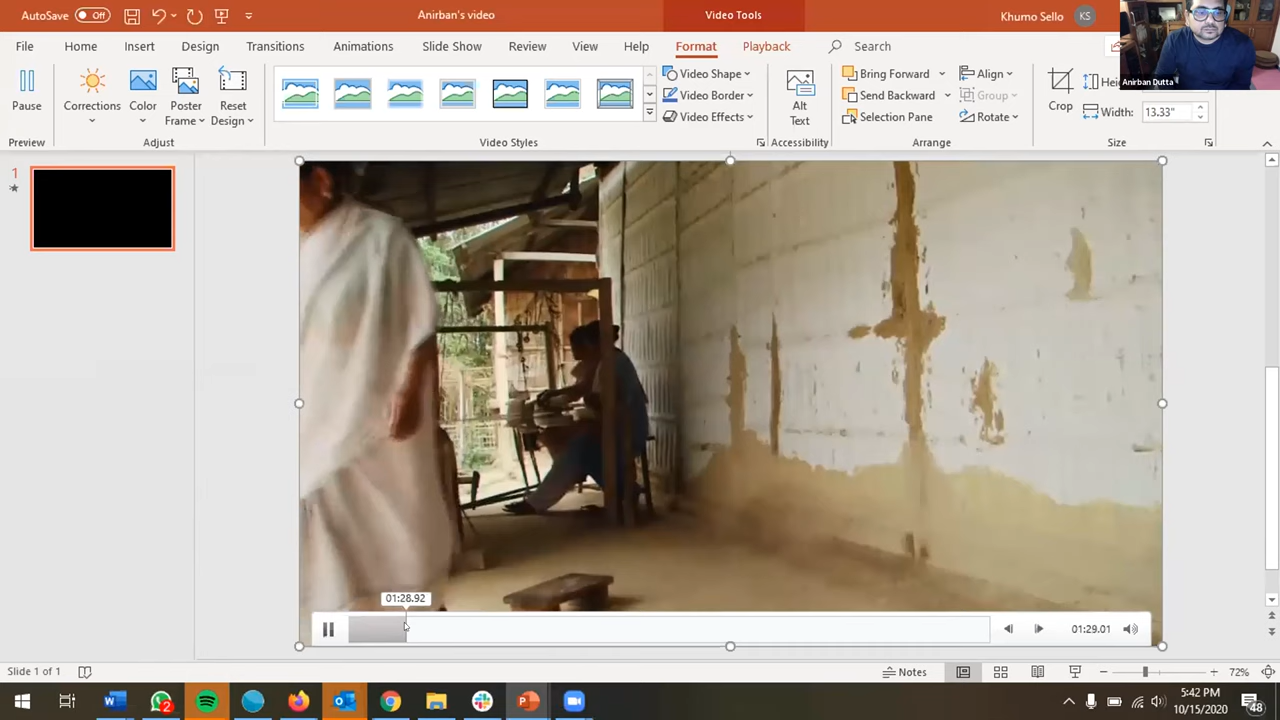 AutoSave Off Anirban's video Video Tools Khumo Sello KS
File Home Insert Design Transitions Animations Slide Show Review View Help Format Playback Search
Anirban Dutta
Pause Corrections Color Poster Frame Reset Design Video Shape Video Border Video Effects Alt Text Bring Forward Send Backward Selection Pane Align Group Rotate Crop Width: 13.33"
Preview Adjust Video Styles Accessibility Arrange Size
1
01:28.92
01:29.01
Slide 1 of 1 Notes 72%
2
5:42 PM
10/15/2020
48